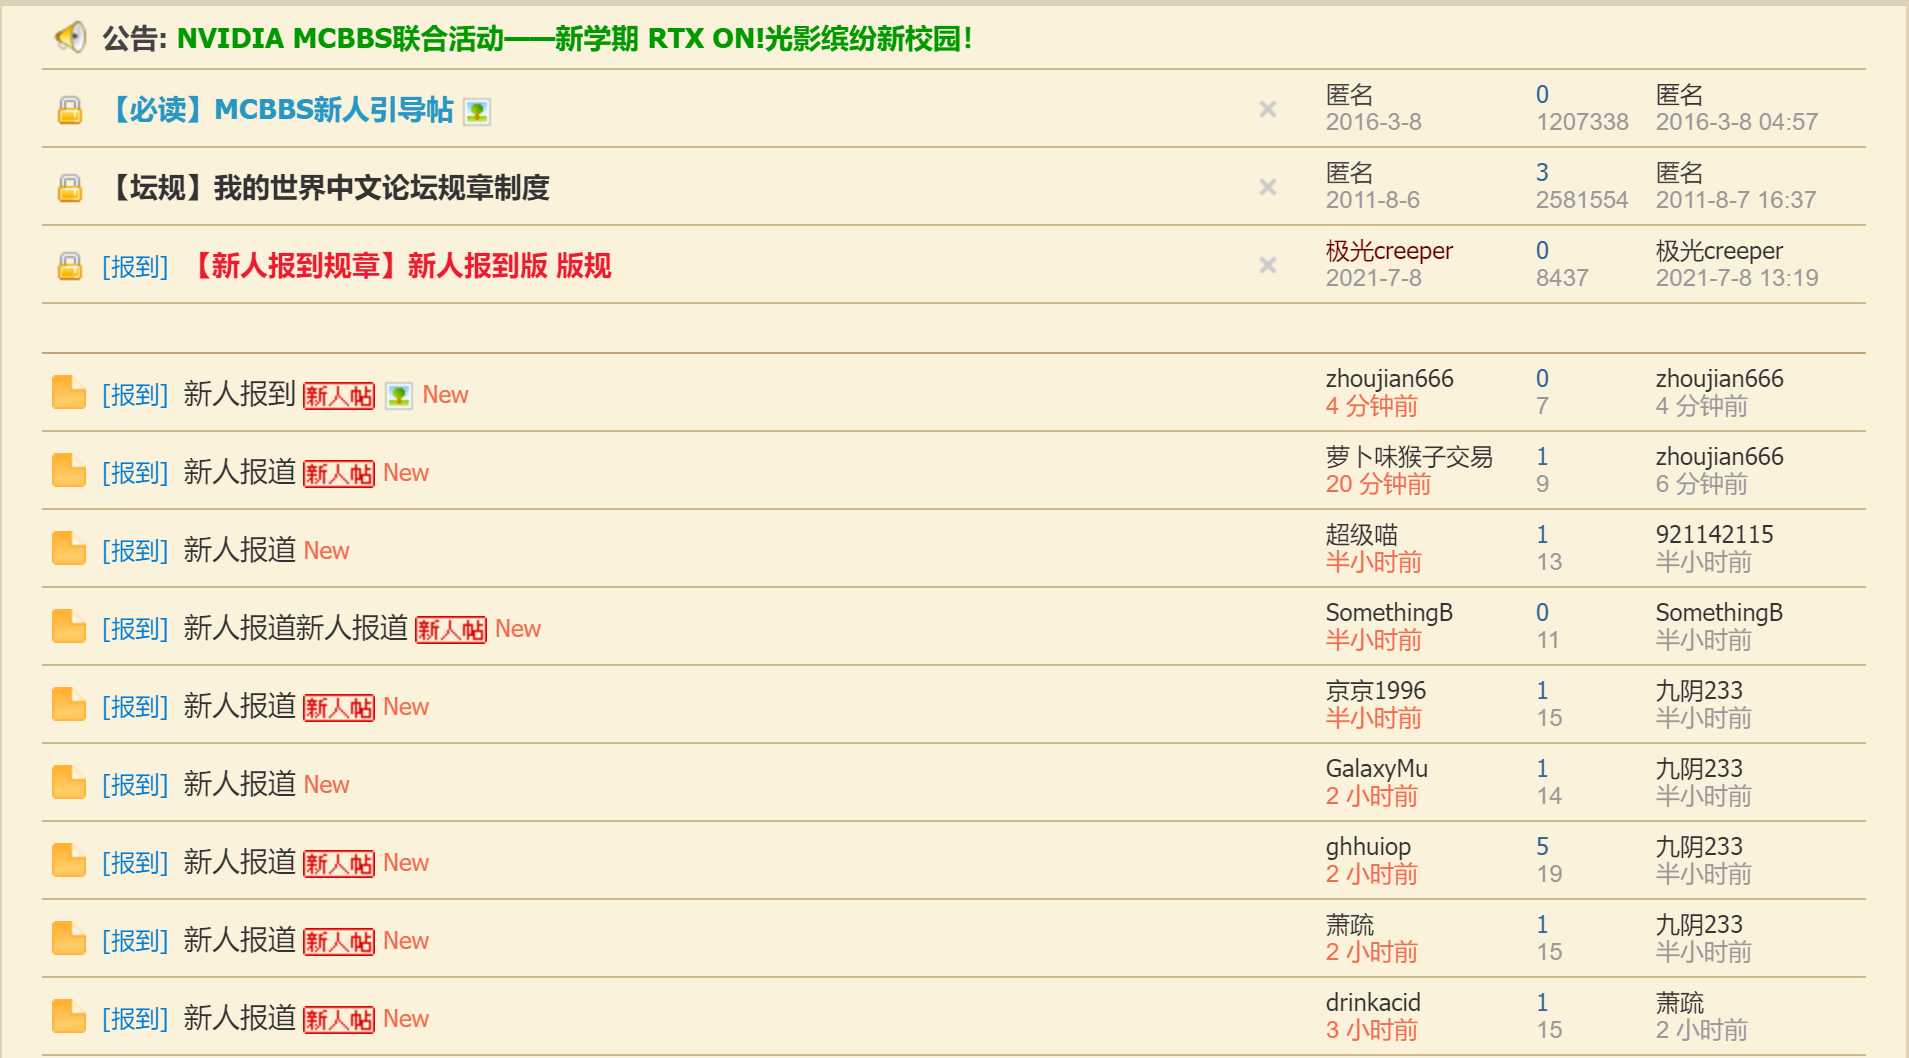 公告: NVIDIA MCBBS联合活动——新学期 RTX ON!光影缤纷新校园！
【必读】MCBBS新人引导帖 匿名 0 匿名
2016-3-8 1207338 2016-3-8 04:57
【坛规】我的世界中文论坛规章制度 匿名 3 匿名
2011-8-6 2581554 2011-8-7 16:37
[报到] 【新人报到规章】新人报到版 版规 极光creeper 0 极光creeper
2021-7-8 8437 2021-7-8 13:19
[报到] 新人报到 新人帖 New zhoujian666 0 zhoujian666
4 分钟前 7 4 分钟前
[报到] 新人报道 新人帖 New 萝卜味猴子交易 1 zhoujian666
20 分钟前 9 6 分钟前
[报到] 新人报道 New 超级喵 1 921142115
半小时前 13 半小时前
[报到] 新人报道新人报道 新人帖 New SomethingB 0 SomethingB
半小时前 11 半小时前
[报到] 新人报道 新人帖 New 京京1996 1 九阴233
半小时前 15 半小时前
[报到] 新人报道 New GalaxyMu 1 九阴233
2 小时前 14 半小时前
[报到] 新人报道 新人帖 New ghhuiop 5 九阴233
2 小时前 19 半小时前
[报到] 新人报道 新人帖 New 萧疏 1 九阴233
2 小时前 15 半小时前
[报到] 新人报道 新人帖 New drinkacid 1 萧疏
3 小时前 15 2 小时前